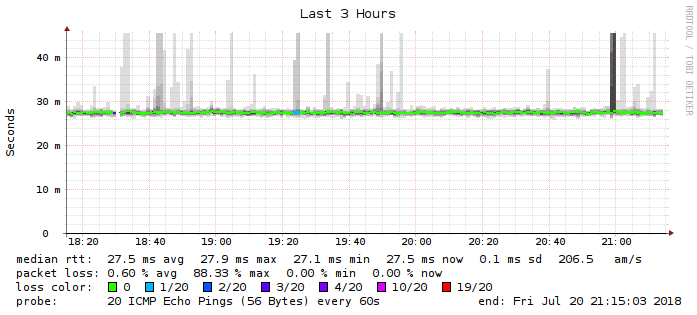 Last 3 Hours
RRDTOOL / TOBI OETIKER
Seconds
40 m
30 m
20 m
10 m
0
18:20 18:40 19:00 19:20 19:40 20:00 20:20 20:40 21:00
median rtt: 27.5 ms avg 27.9 ms max 27.1 ms min 27.5 ms now 0.1 ms sd 206.5 am/s
packet loss: 0.60 % avg 88.33 % max 0.00 % min 0.00 % now
loss color: 0 1/20 2/20 3/20 4/20 10/20 19/20
probe: 20 ICMP Echo Pings (56 Bytes) every 60s end: Fri Jul 20 21:15:03 2018